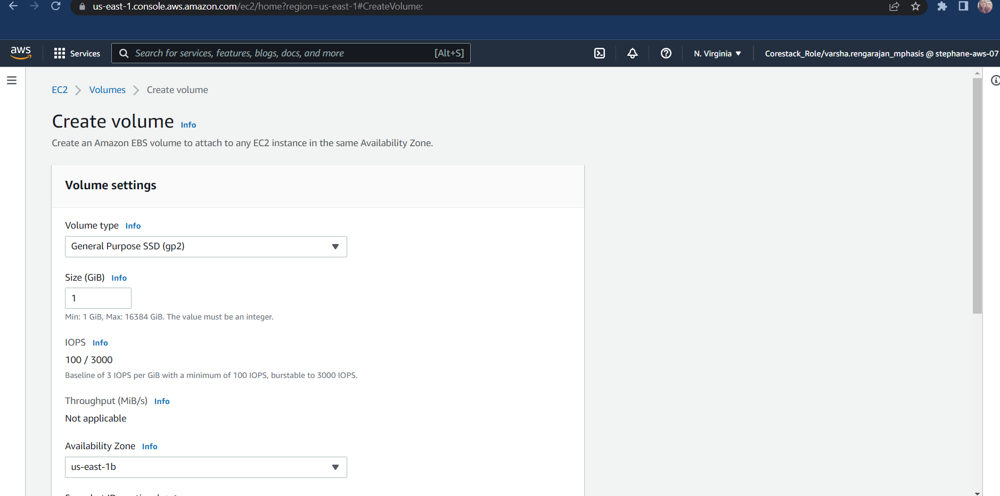 us-east-1.console.aws.amazon.com/ec2/home?region=us-east-1#CreateVolume:
aws Services Search for services, features, blogs, docs, and more [Alt+S] N. Virginia Corestack_Role/varsha.rengarajan_mphasis @ stephane-aws-07
EC2 Volumes Create volume
Create volume Info
Create an Amazon EBS volume to attach to any EC2 instance in the same Availability Zone.
Volume settings
Volume type Info
General Purpose SSD (gp2)
Size (GiB) Info
1
Min: 1 GiB, Max: 16384 GiB. The value must be an integer.
IOPS Info
100 / 3000
Baseline of 3 IOPS per GiB with a minimum of 100 IOPS, burstable to 3000 IOPS.
Throughput (MiB/s) Info
Not applicable
Availability Zone Info
us-east-1b